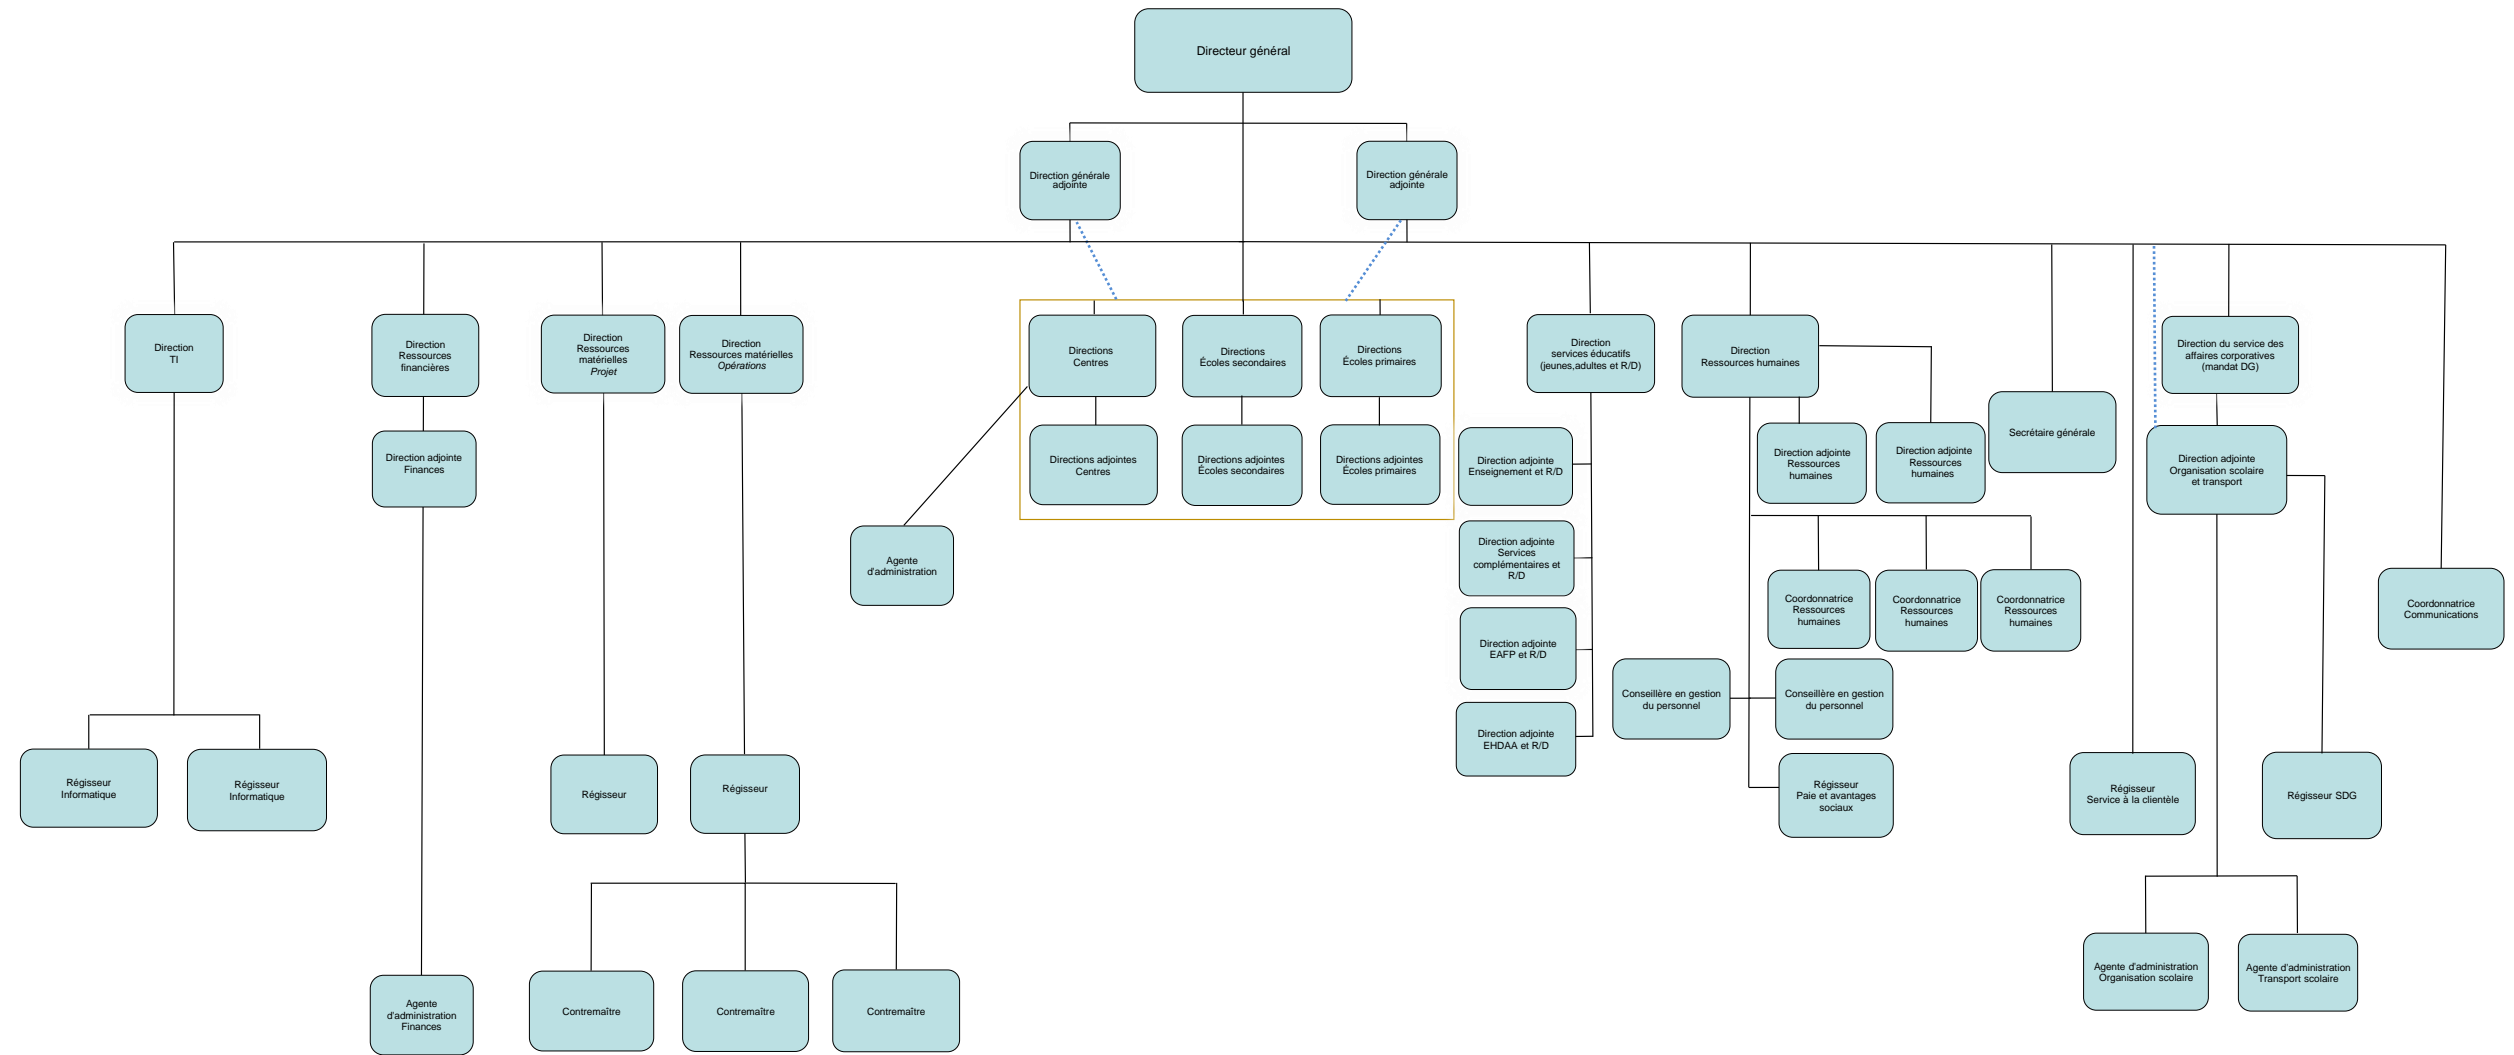 Directeur général
Direction générale
adjointe
Direction générale
adjointe
Direction
TI
Direction
Ressources
financières
Direction
Ressources
matérielles
Projet
Direction
Ressources matérielles
Opérations
Directions
Centres
Directions
Écoles secondaires
Directions
Écoles primaires
Direction
services éducatifs
(jeunes,adultes et R/D)
Direction
Ressources humaines
Direction du service des
affaires corporatives
(mandat DG)
Secrétaire générale
Direction adjointe
Finances
Directions adjointes
Centres
Directions adjointes
Écoles secondaires
Directions adjointes
Écoles primaires
Direction adjointe
Enseignement et R/D
Direction adjointe
Ressources
humaines
Direction adjointe
Ressources
humaines
Direction adjointe
Organisation scolaire
et transport
Agente
d'administration
Direction adjointe
Services
complémentaires et
R/D
Coordonnatrice
Ressources
humaines
Coordonnatrice
Ressources
humaines
Coordonnatrice
Ressources
humaines
Coordonnatrice
Communications
Direction adjointe
EAFP et R/D
Conseillère en gestion
du personnel
Conseillère en gestion
du personnel
Direction adjointe
EHDAA et R/D
Régisseur
Informatique
Régisseur
Informatique
Régisseur
Régisseur
Régisseur
Paie et avantages
sociaux
Régisseur
Service à la clientèle
Régisseur SDG
Agente
d'administration
Finances
Contremaître
Contremaître
Contremaître
Agente d'administration
Organisation scolaire
Agente d'administration
Transport scolaire